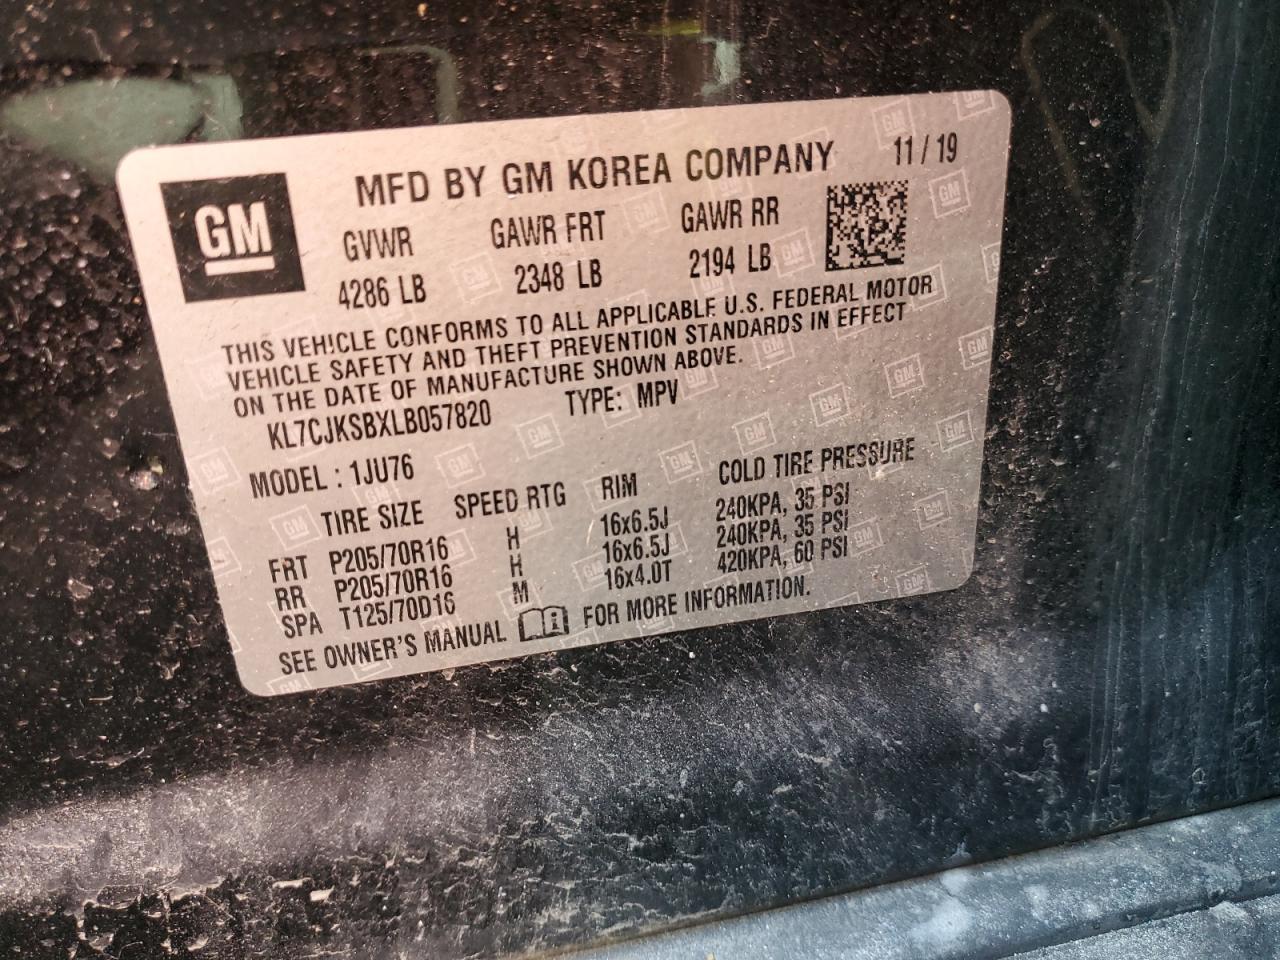 MFD BY GM KOREA COMPANY 11 / 19
GM
GVWR GAWR FRT GAWR RR
4286 LB 2348 LB 2194 LB
THIS VEHICLE CONFORMS TO ALL APPLICABLE U.S. FEDERAL MOTOR
VEHICLE SAFETY AND THEFT PREVENTION STANDARDS IN EFFECT
ON THE DATE OF MANUFACTURE SHOWN ABOVE.
KL7CJKSBXLB057820 TYPE: MPV
MODEL : 1JU76
TIRE SIZE SPEED RTG RIM COLD TIRE PRESSURE
FRT P205/70R16 H 16x6.5J 240KPA, 35 PSI
RR P205/70R16 H 16x6.5J 240KPA, 35 PSI
SPA T125/70D16 M 16x4.0T 420KPA, 60 PSI
SEE OWNER'S MANUAL FOR MORE INFORMATION.